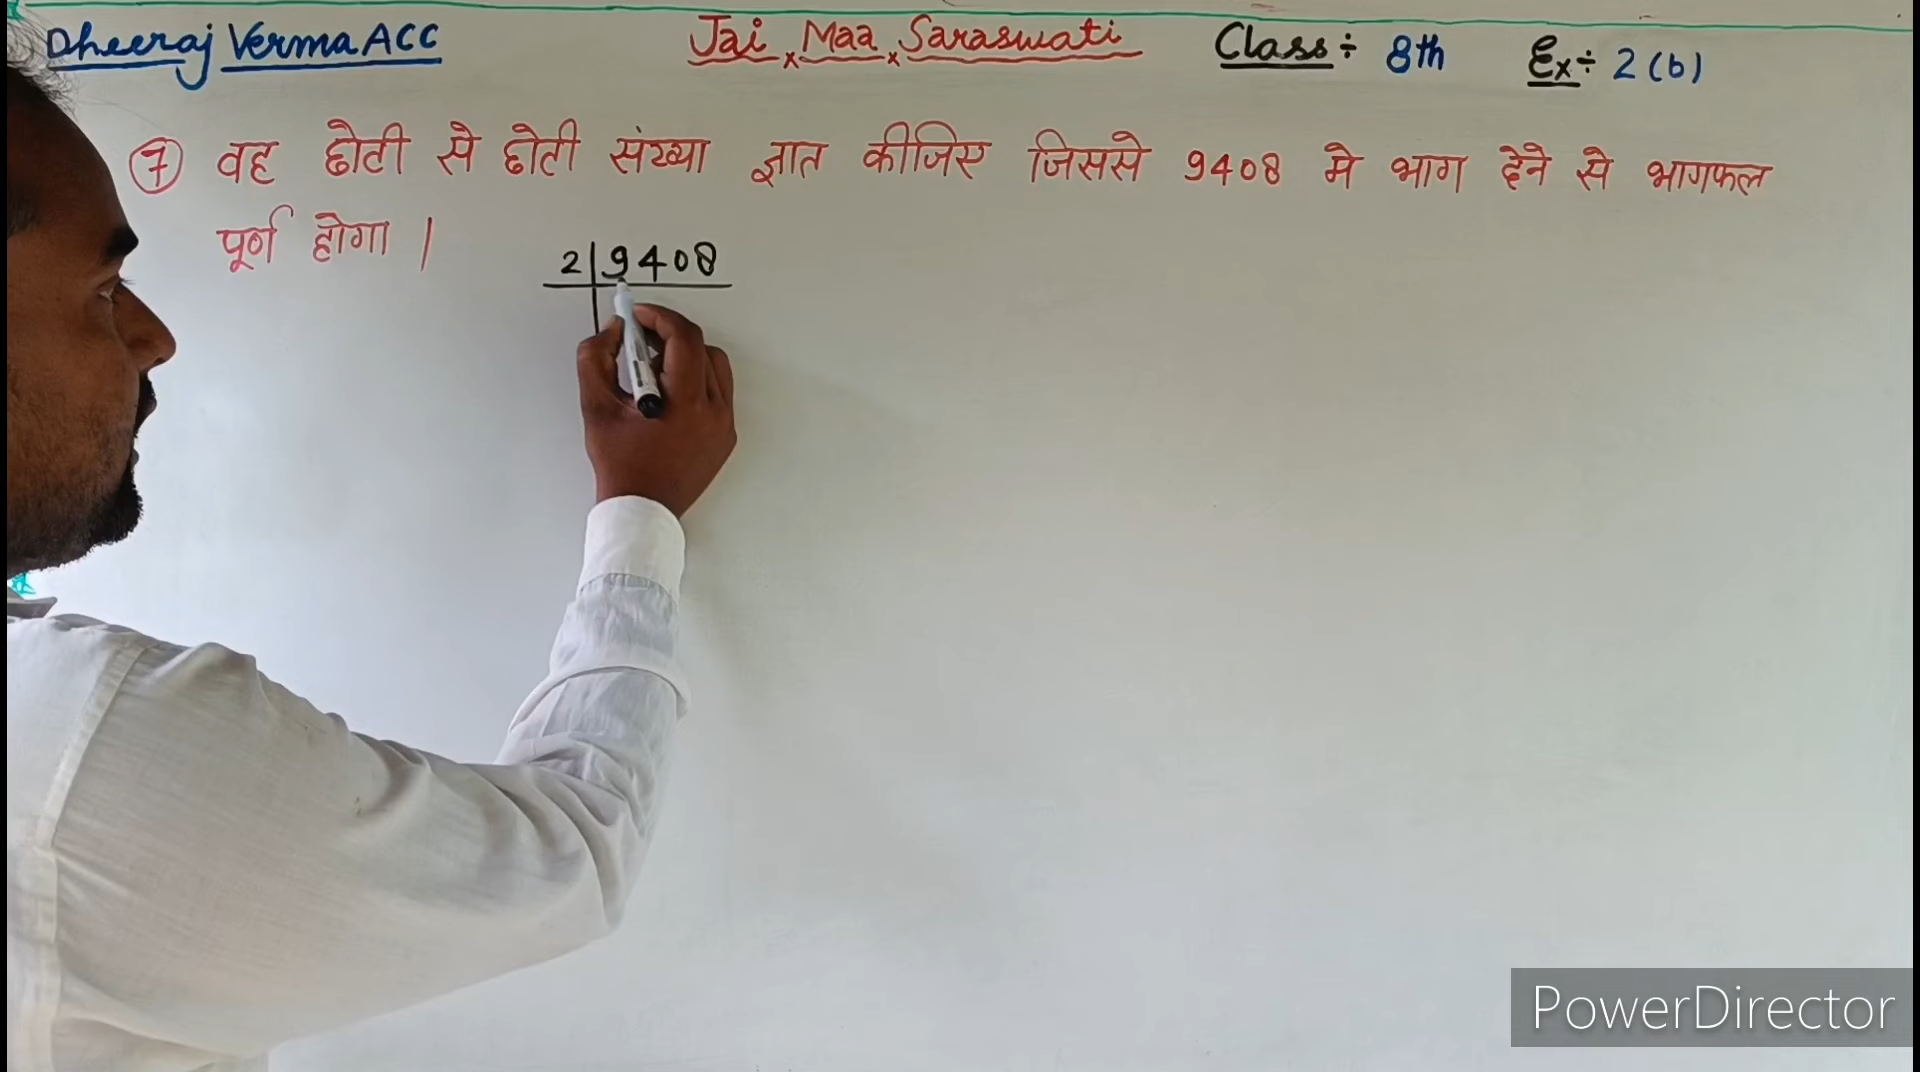 Dheeraj Verma ACC Jai x Maa x Saraswati Class ÷ 8th Ex ÷ 2 (b)
(7) वह छोटी से छोटी संख्या ज्ञात कीजिए जिससे 9408 मे भाग देने से भागफल
पूर्ण होगा |
2 | 9408
PowerDirector